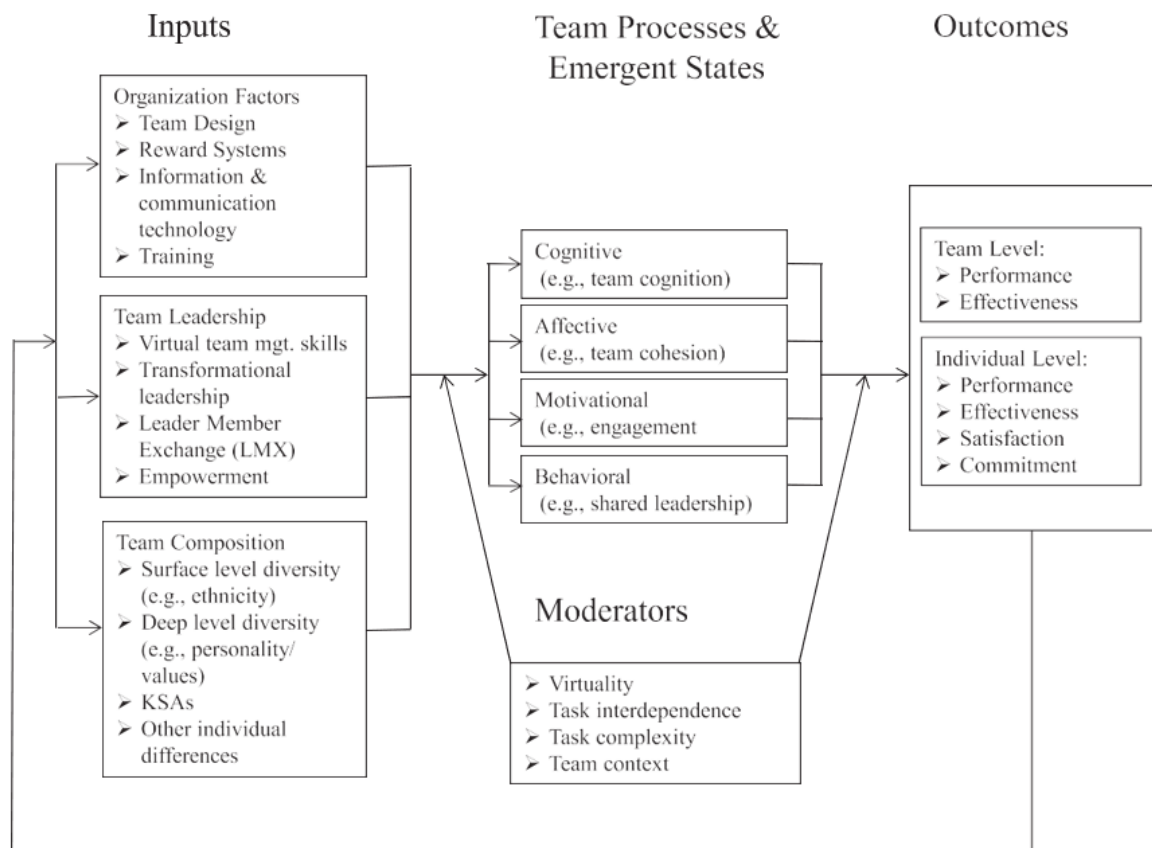 Inputs
Team Processes &
Emergent States
Outcomes
Organization Factors
➢ Team Design
➢ Reward Systems
➢ Information &
communication
technology
➢ Training
Team Leadership
➢ Virtual team mgt. skills
➢ Transformational
leadership
➢ Leader Member
Exchange (LMX)
➢ Empowerment
Team Composition
➢ Surface level diversity
(e.g., ethnicity)
➢ Deep level diversity
(e.g., personality/
values)
➢ KSAs
➢ Other individual
differences
Cognitive
(e.g., team cognition)
Affective
(e.g., team cohesion)
Motivational
(e.g., engagement
Behavioral
(e.g., shared leadership)
Moderators
➢ Virtuality
➢ Task interdependence
➢ Task complexity
➢ Team context
Team Level:
➢ Performance
➢ Effectiveness
Individual Level:
➢ Performance
➢ Effectiveness
➢ Satisfaction
➢ Commitment